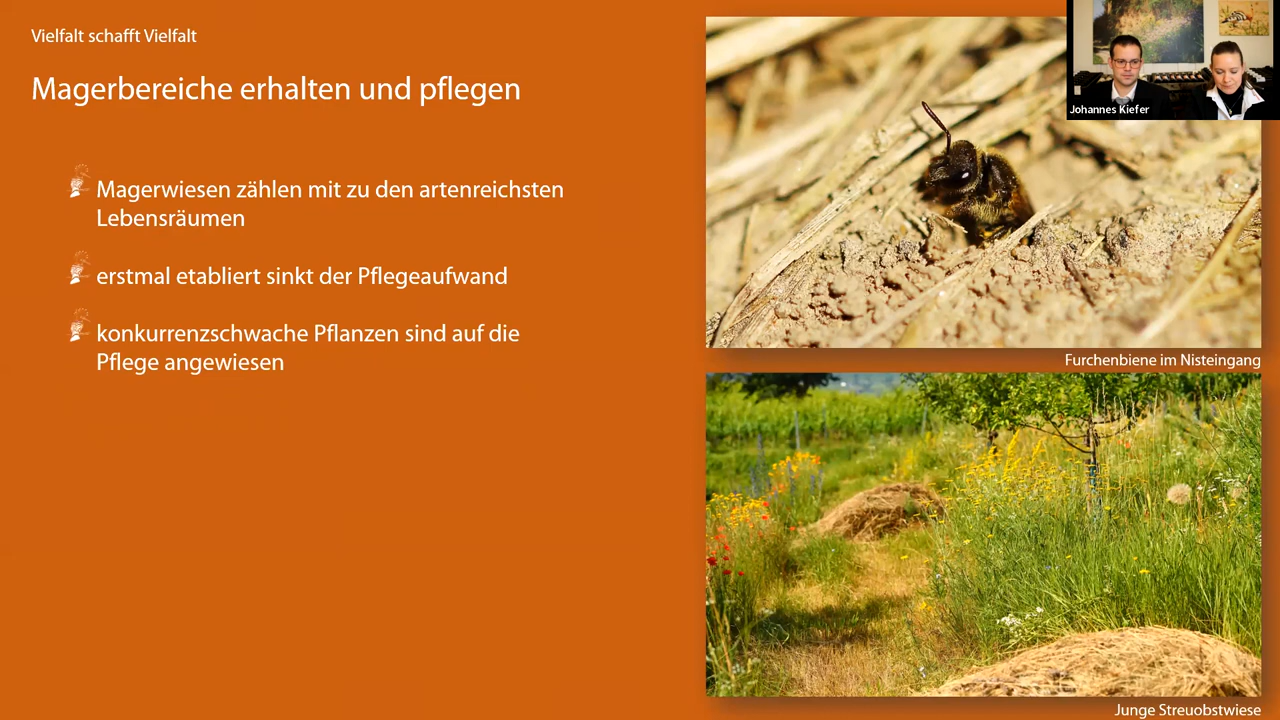 Vielfalt schafft Vielfalt
Magerbereiche erhalten und pflegen
Magerwiesen zählen mit zu den artenreichsten
Lebensräumen
erstmal etabliert sinkt der Pflegeaufwand
konkurrenzschwache Pflanzen sind auf die
Pflege angewiesen
Johannes Kiefer
Furchenbiene im Nisteingang
Junge Streuobstwiese